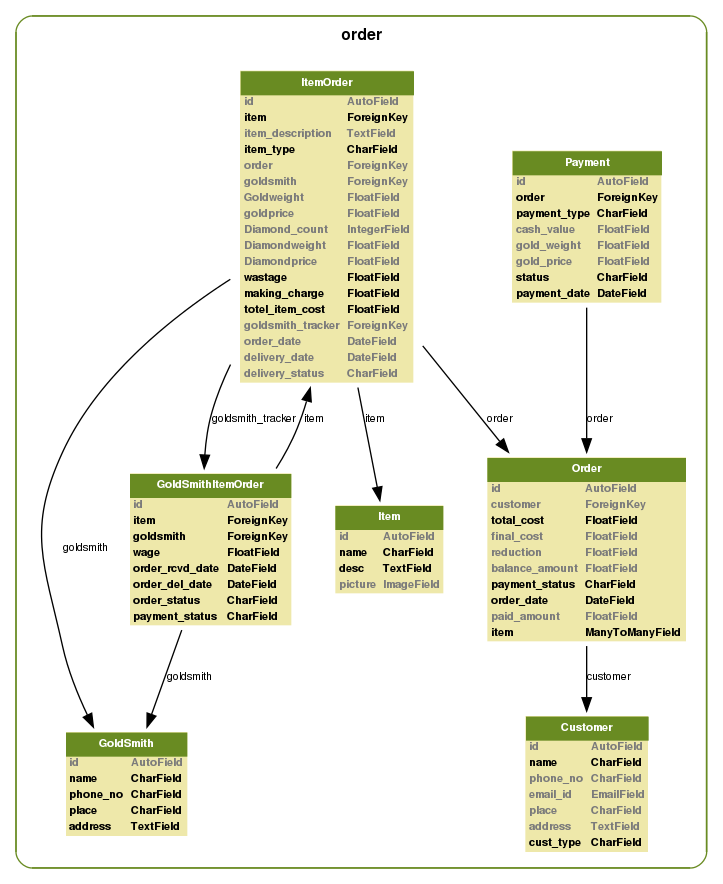 order
ItemOrder
id AutoField
item ForeignKey
item_description TextField
item_type CharField
order ForeignKey
goldsmith ForeignKey
Goldweight FloatField
goldprice FloatField
Diamond_count IntegerField
Diamondweight FloatField
Diamondprice FloatField
wastage FloatField
making_charge FloatField
totel_item_cost FloatField
goldsmith_tracker ForeignKey
order_date DateField
delivery_date DateField
delivery_status CharField
Payment
id AutoField
order ForeignKey
payment_type CharField
cash_value FloatField
gold_weight FloatField
gold_price FloatField
status CharField
payment_date DateField
goldsmith_tracker
item
item
order
order
GoldSmithItemOrder
id AutoField
item ForeignKey
goldsmith ForeignKey
wage FloatField
order_rcvd_date DateField
order_del_date DateField
order_status CharField
payment_status CharField
Item
id AutoField
name CharField
desc TextField
picture ImageField
Order
id AutoField
customer ForeignKey
total_cost FloatField
final_cost FloatField
reduction FloatField
balance_amount FloatField
payment_status CharField
order_date DateField
paid_amount FloatField
item ManyToManyField
goldsmith
goldsmith
customer
GoldSmith
id AutoField
name CharField
phone_no CharField
place CharField
address TextField
Customer
id AutoField
name CharField
phone_no CharField
email_id EmailField
place CharField
address TextField
cust_type CharField